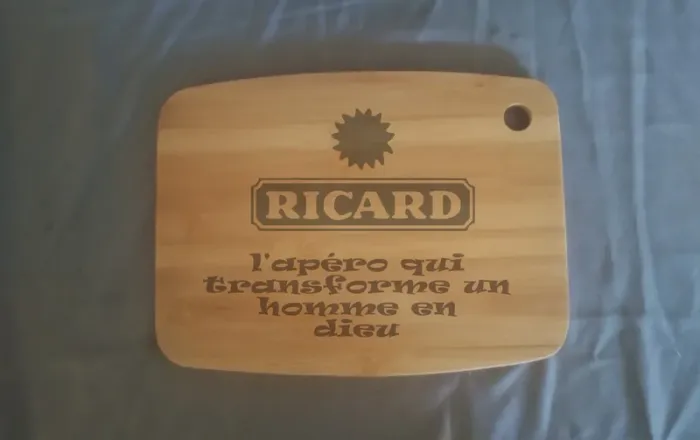 RICARD
l'apéro qui
transforme un
homme en
dieu